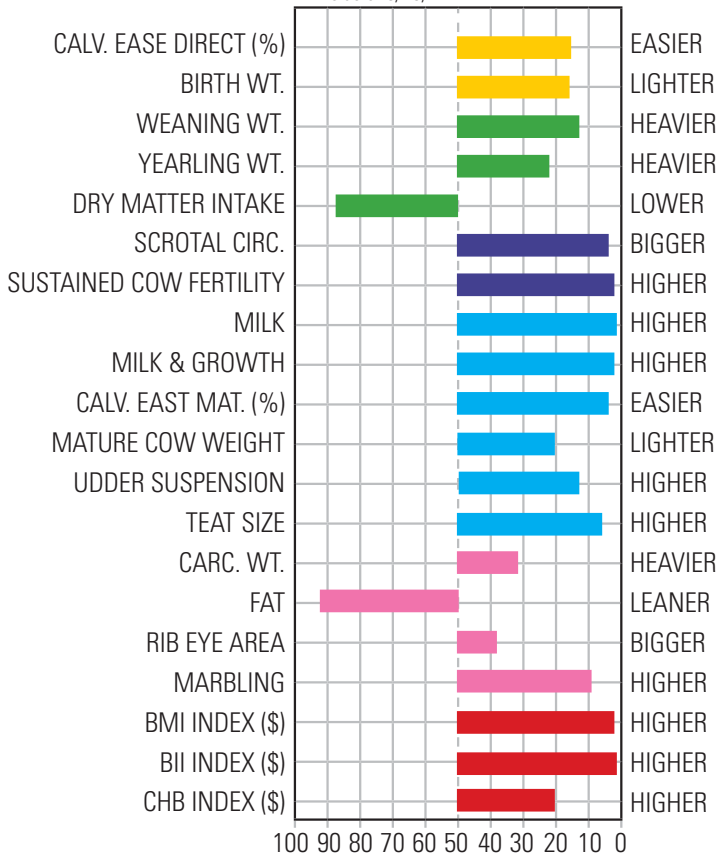 CALV. EASE DIRECT (%) EASIER
BIRTH WT. LIGHTER
WEANING WT. HEAVIER
YEARLING WT. HEAVIER
DRY MATTER INTAKE LOWER
SCROTAL CIRC. BIGGER
SUSTAINED COW FERTILITY HIGHER
MILK HIGHER
MILK & GROWTH HIGHER
CALV. EAST MAT. (%) EASIER
MATURE COW WEIGHT LIGHTER
UDDER SUSPENSION HIGHER
TEAT SIZE HIGHER
CARC. WT. HEAVIER
FAT LEANER
RIB EYE AREA BIGGER
MARBLING HIGHER
BMI INDEX ($) HIGHER
BII INDEX ($) HIGHER
CHB INDEX ($) HIGHER
100 90 80 70 60 50 40 30 20 10 0